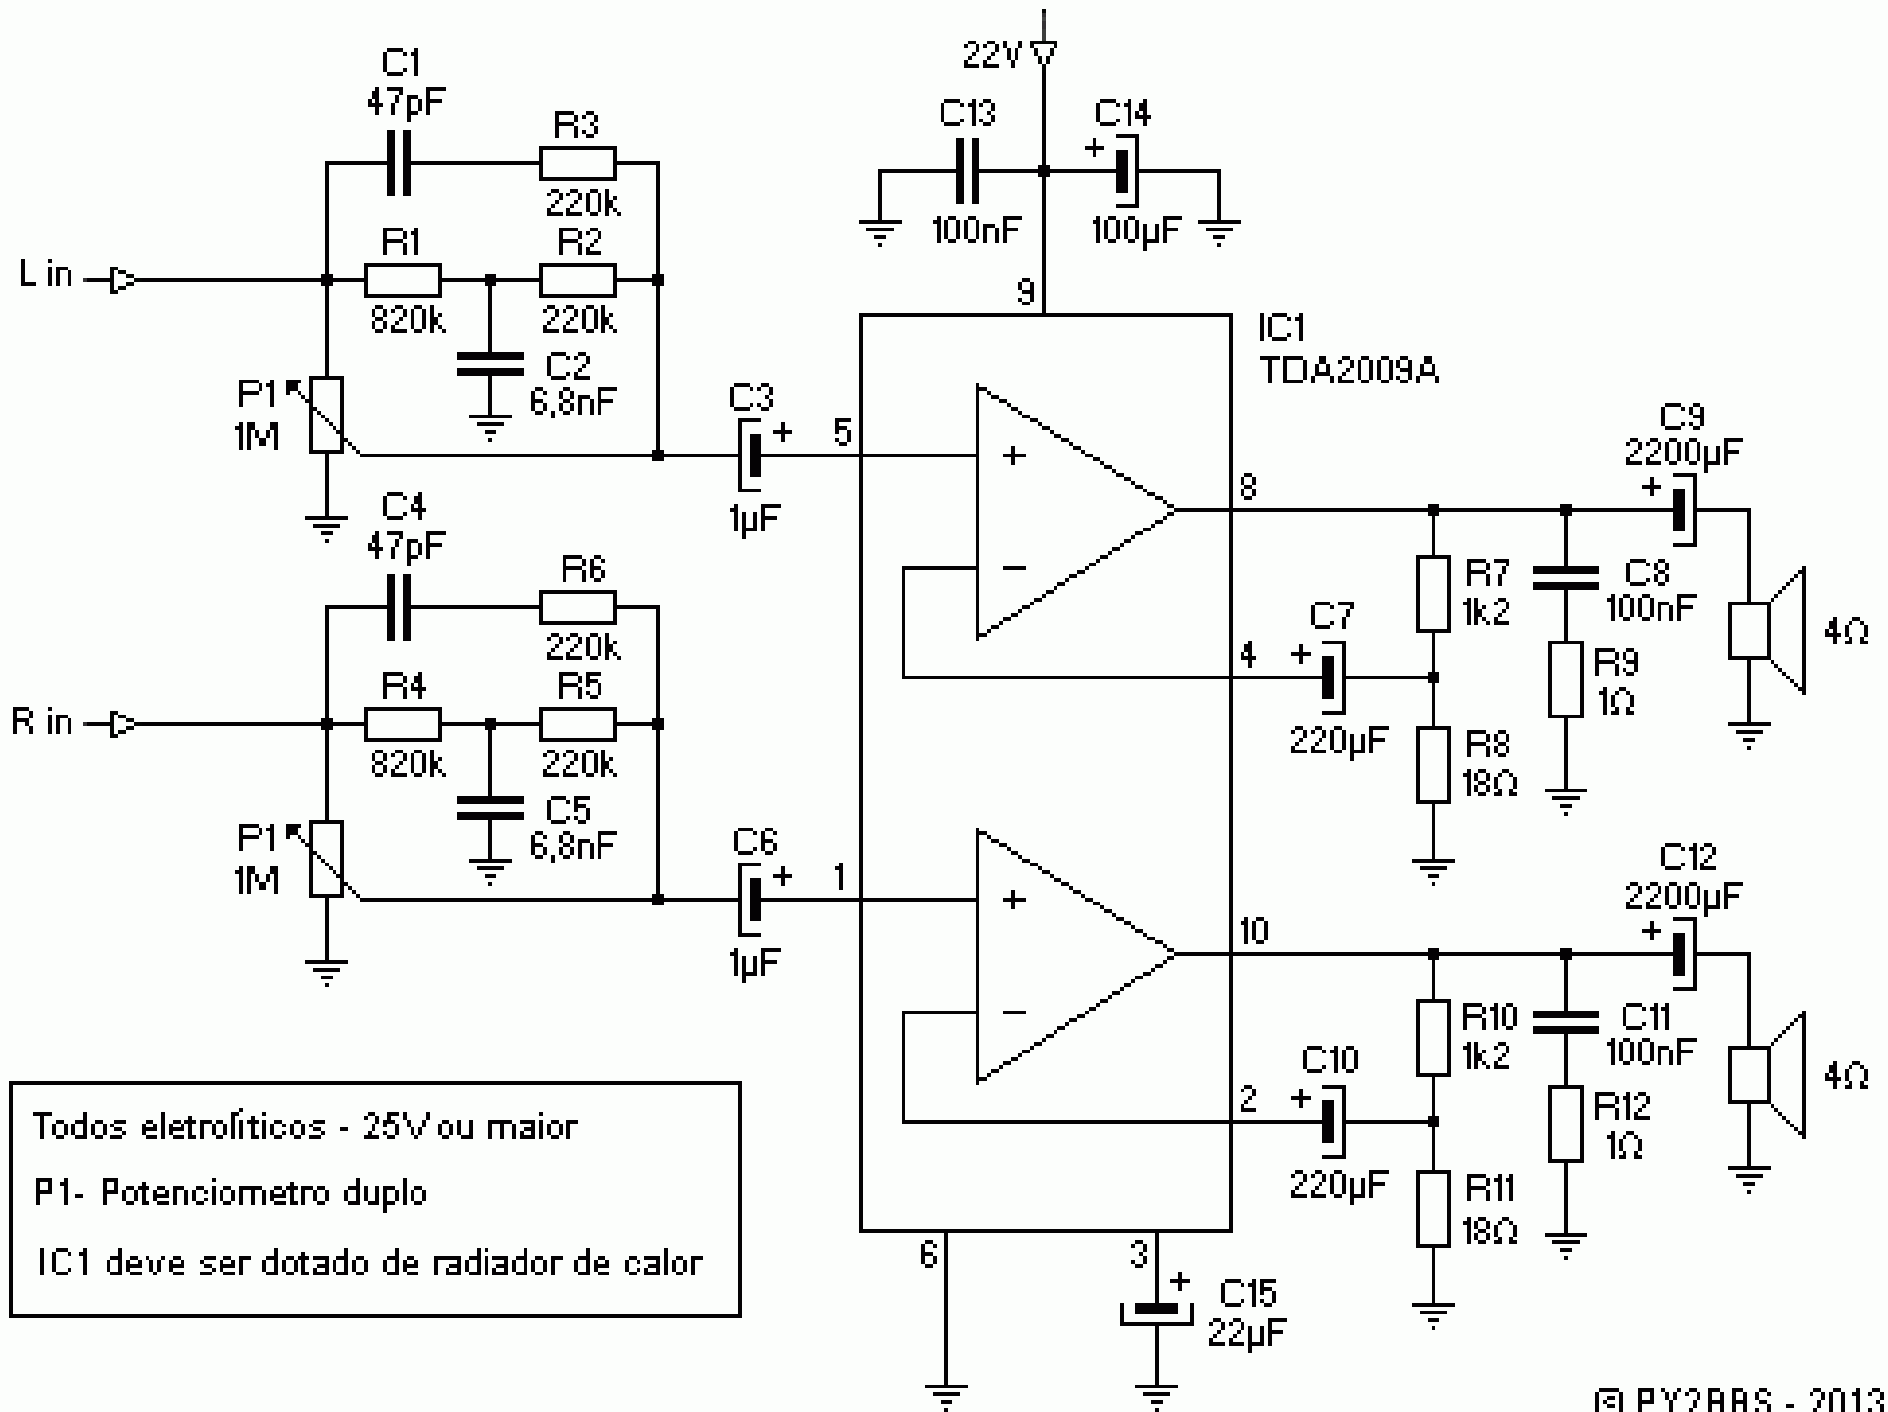 22V
C1
47pF
R3
220k
C13
100nF
C14
+
100µF
L in
R1
820k
R2
220k
P1
1M
C2
6,8nF
C3
+
1µF
9
IC1
TDA2009A
5
+
−
8
4
C7
+
220µF
R7
1k2
R8
18Ω
C8
100nF
R9
1Ω
C9
2200µF
+
4Ω
C4
47pF
R6
220k
R in
R4
820k
R5
220k
P1
1M
C5
6,8nF
C6
+
1µF
1
+
−
10
2
C10
+
220µF
R10
1k2
R11
18Ω
C11
100nF
R12
1Ω
C12
2200µF
+
4Ω
6
3
+
C15
22µF
Todos eletrolíticos - 25V ou maior
P1- Potenciometro duplo
IC1 deve ser dotado de radiador de calor
© PY2BBS - 2013